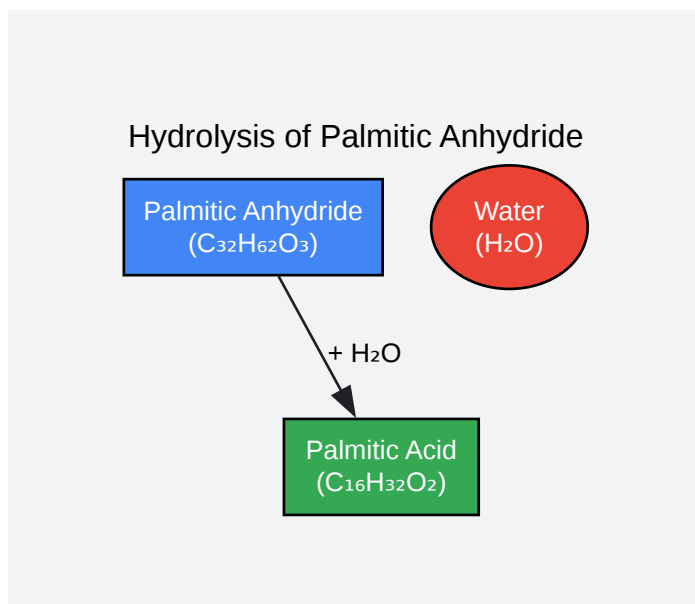 Hydrolysis of Palmitic Anhydride
Palmitic Anhydride
(C₃₂H₆₂O₃)
Water
(H₂O)
+ H₂O
Palmitic Acid
(C₁₆H₃₂O₂)